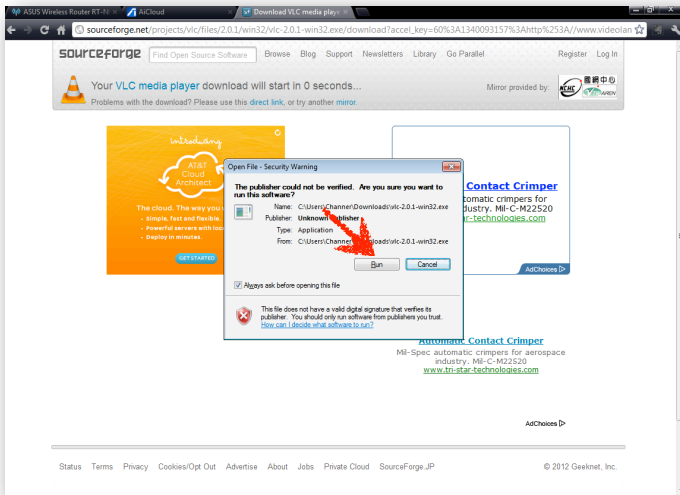 ASUS Wireless Router RT-N
AiCloud
Download VLC media playe
sourceforge.net/projects/vlc/files/2.0.1/win32/vlc-2.0.1-win32.exe/download?accel_key=60%3A1340093157%3Ahttp%253A//www.videolan
sourceforge
Find Open Source Software
Browse Blog Support Newsletters Library Go Parallel
Register Log In
Your VLC media player download will start in 0 seconds...
Problems with the download? Please use this direct link, or try another mirror.
Mirror provided by:
NCHC
國網中心
introducing
AT&T
Cloud
Architect
The cloud. The way you
- Simple, fast and flexible.
- Powerful servers with loc
- Deploy in minutes.
GET STARTED
Open File - Security Warning
The publisher could not be verified. Are you sure you want to
run this software?
Name: C:\Users\Channer\Downloads\vlc-2.0.1-win32.exe
Publisher: Unknown Publisher
Type: Application
From: C:\Users\Channer\Downloads\vlc-2.0.1-win32.exe
Run
Cancel
Always ask before opening this file
This file does not have a valid digital signature that verifies its
publisher. You should only run software from publishers you trust.
How can I decide what software to run?
Contact Crimper
tomatic crimpers for
dustry. Mil-C-M22520
r-technologies.com
AdChoices
Automatic Contact Crimper
Mil-Spec automatic crimpers for aerospace
industry. Mil-C-M22520
www.tri-star-technologies.com
AdChoices
Status Terms Privacy Cookies/Opt Out Advertise About Jobs Private Cloud SourceForge.JP
© 2012 Geeknet, Inc.